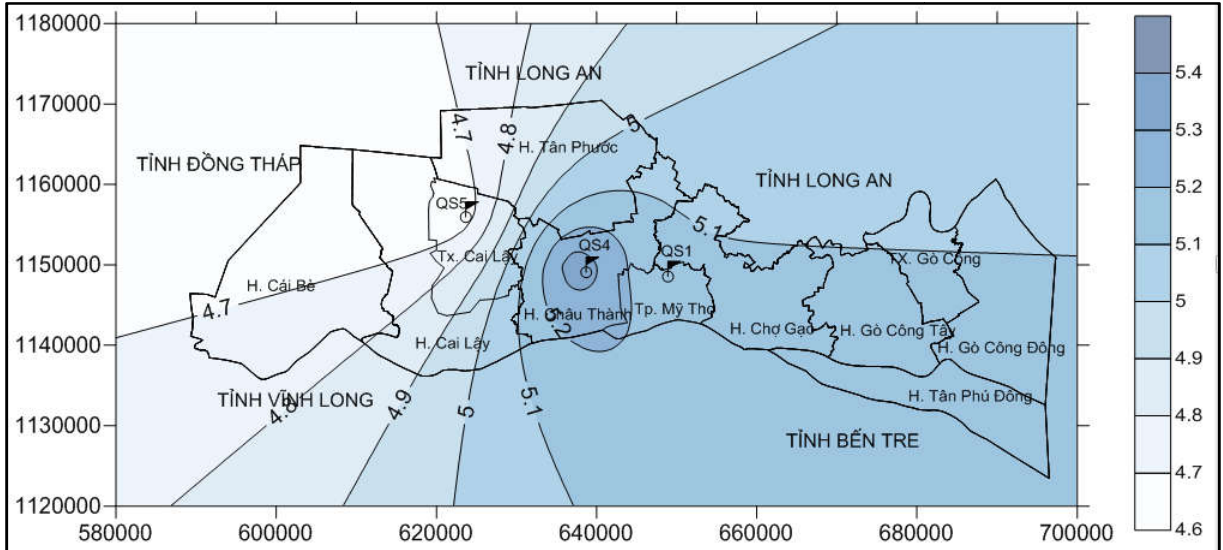 1180000
1170000
1160000
1150000
1140000
1130000
1120000
580000
600000
620000
640000
660000
680000
700000
5.4
5.3
5.2
5.1
5
4.9
4.8
4.7
4.6
TỈNH LONG AN
4.7
4.8
5
H. Tân Phước
TỈNH ĐỒNG THÁP
TỈNH LONG AN
QS5
5.1
QS4
QS1
Tx. Cai Lậy
TX. Gò Công
H. Cái Bè
4.7
5.2
H. Châu Thành
Tp. Mỹ Tho
H. Chợ Gạo
H. Gò Công Tây
H. Cai Lậy
H. Gò Công Đông
TỈNH VĨNH LONG
4.8
4.9
5
5.1
H. Tân Phú Đông
TỈNH BẾN TRE